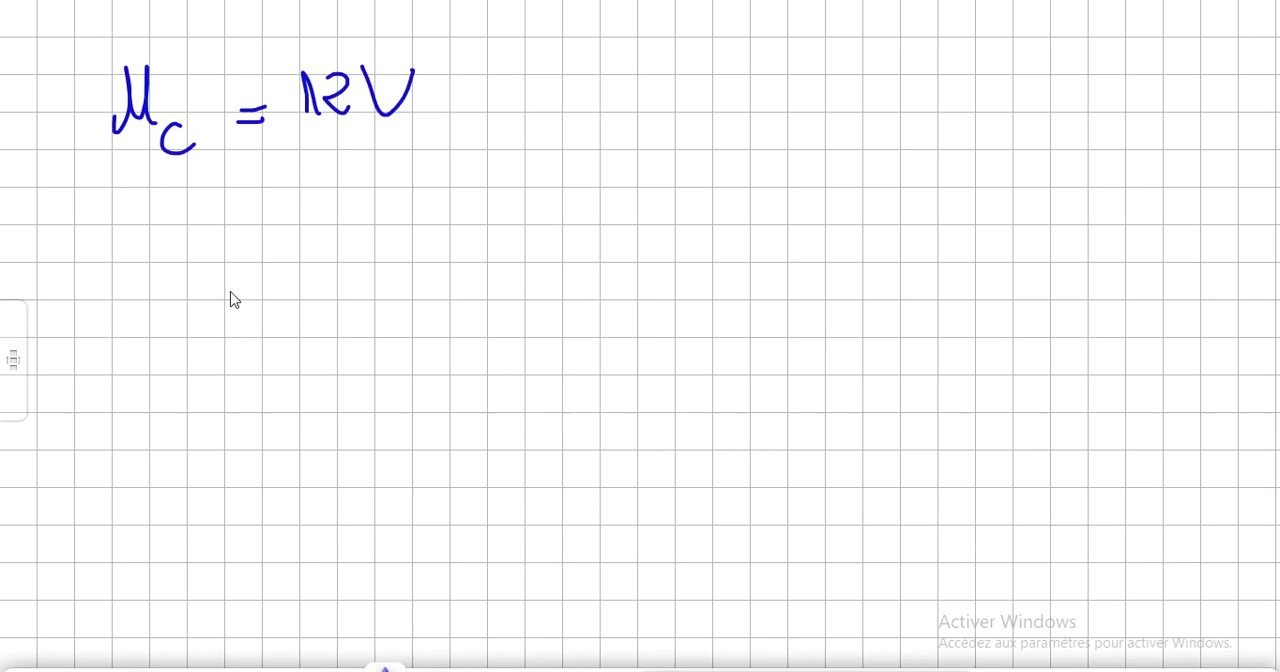 u_c = 12V
Activer Windows
Accédez aux paramètres pour activer Windows.